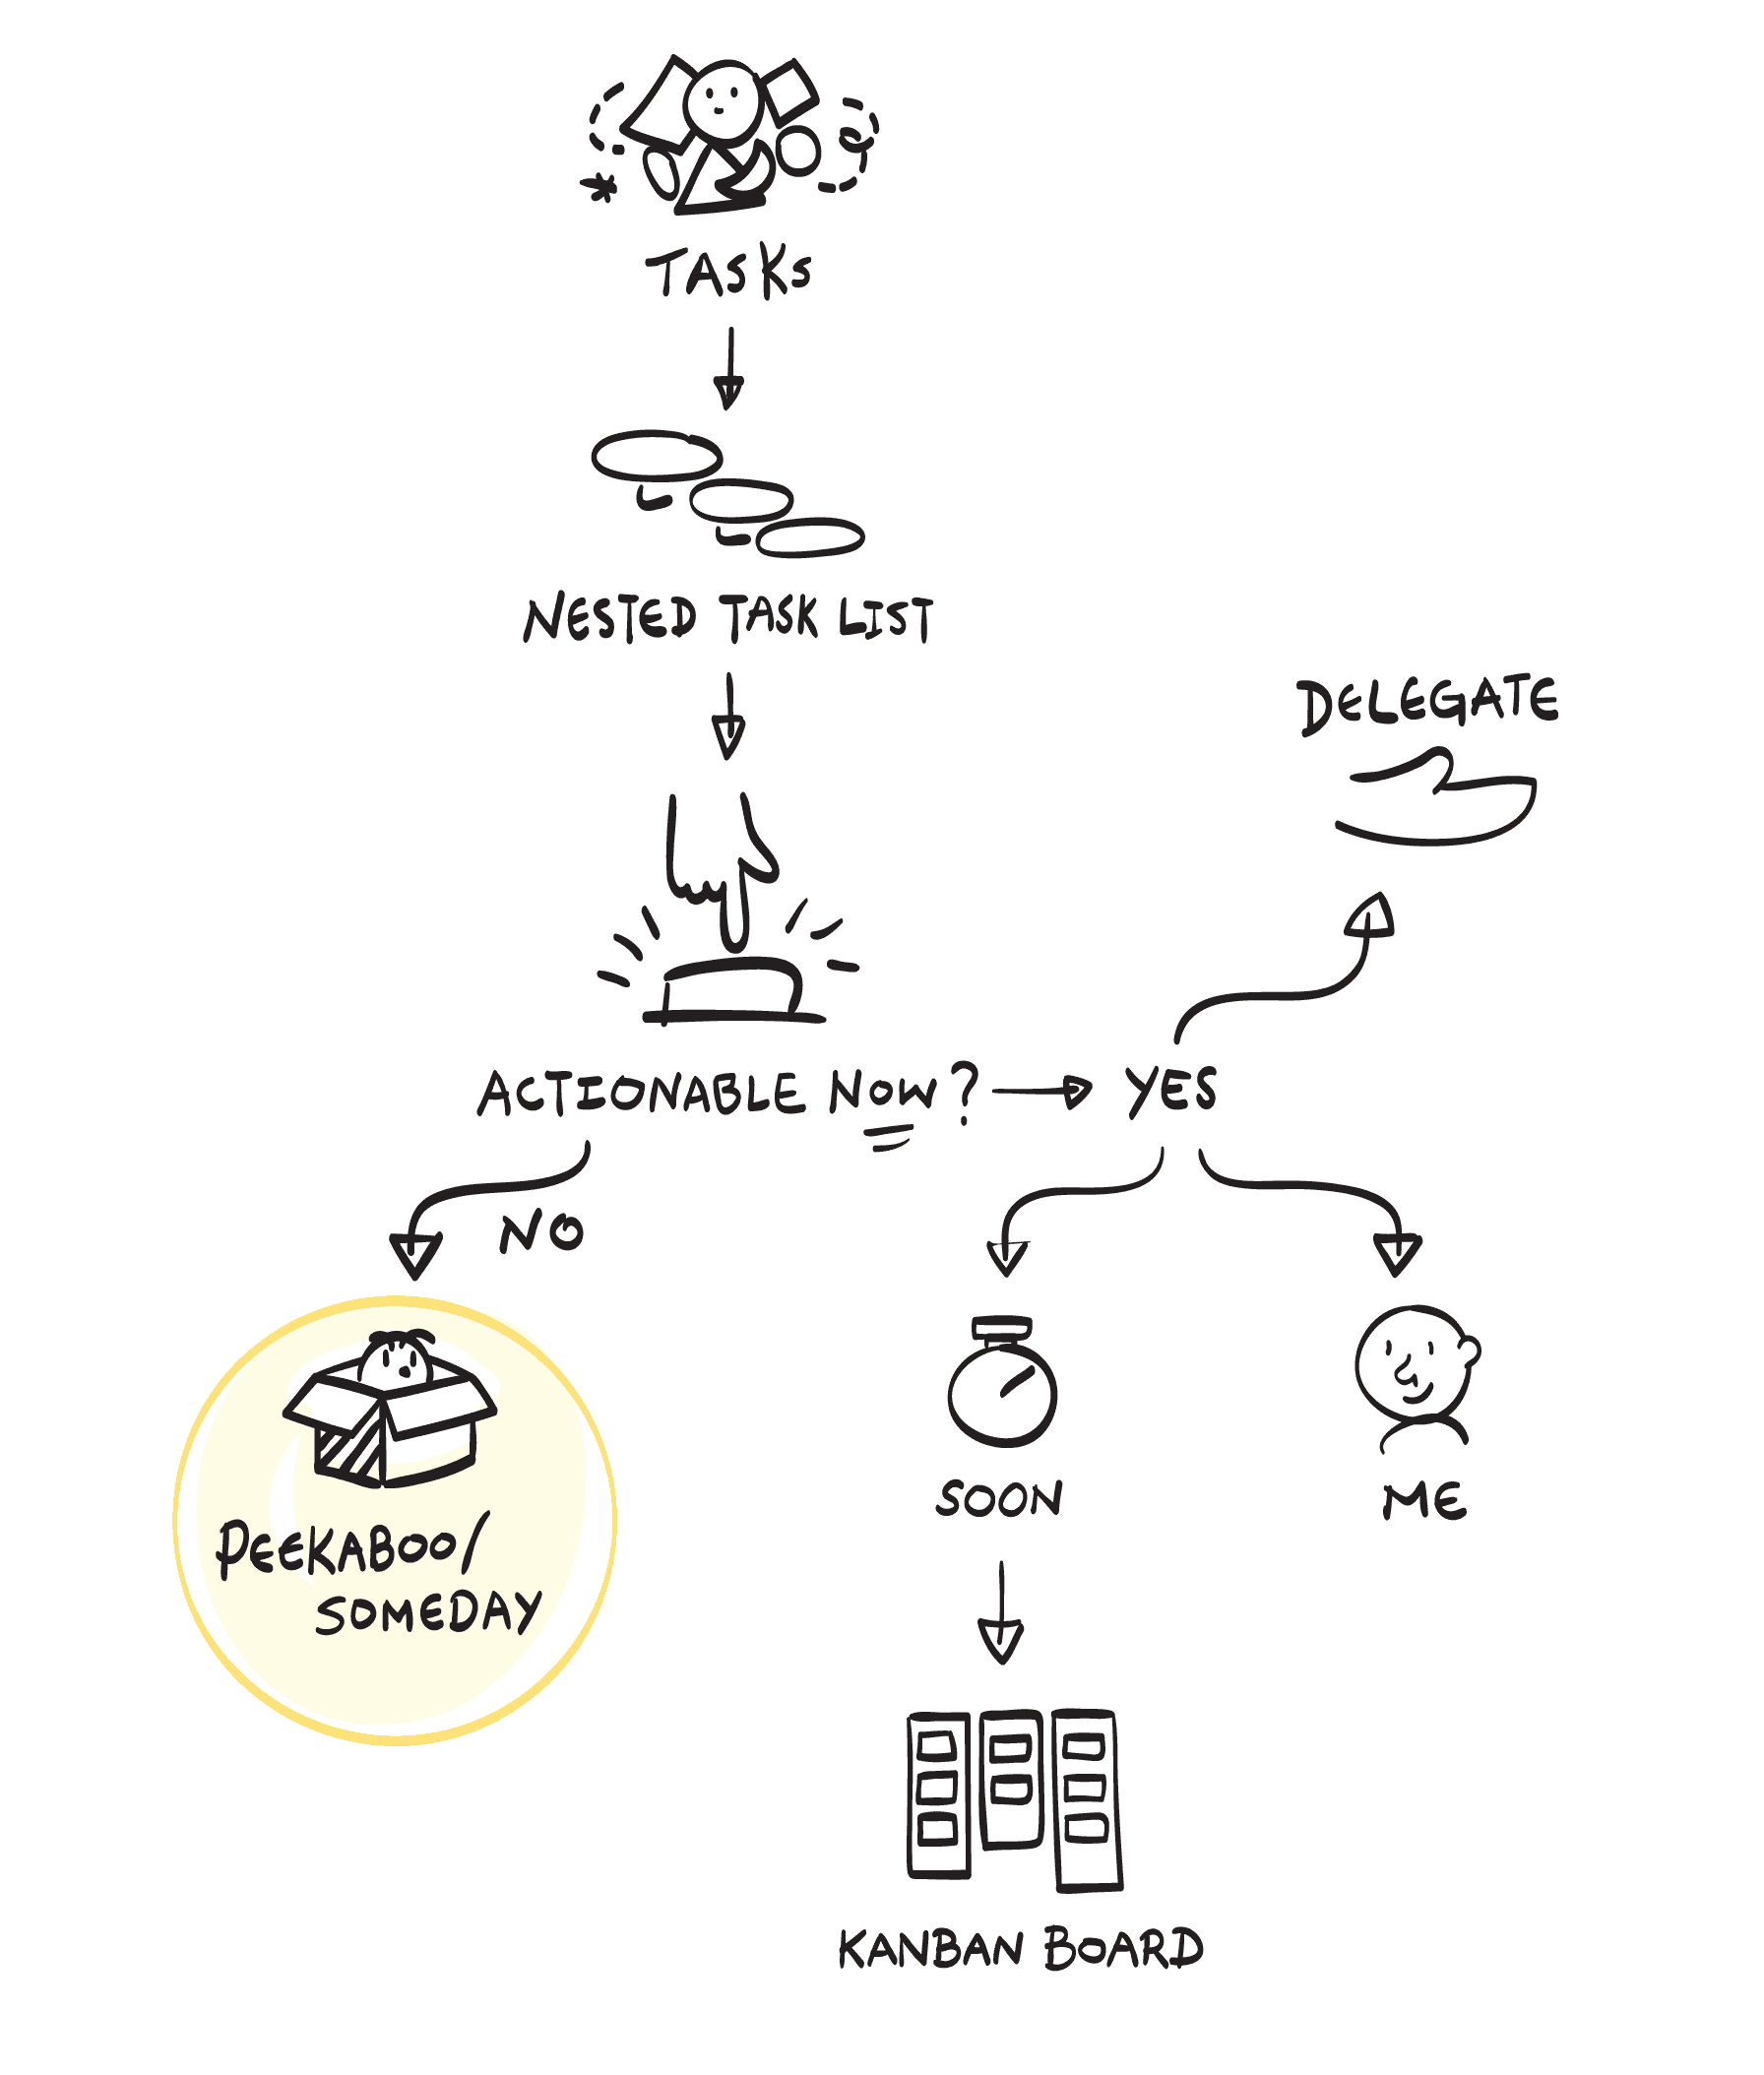 TASKS
NESTED TASK LIST
DELEGATE
ACTIONABLE NOW?
YES
NO
SOON
ME
PEEKABOO/
SOMEDAY
KANBAN BOARD